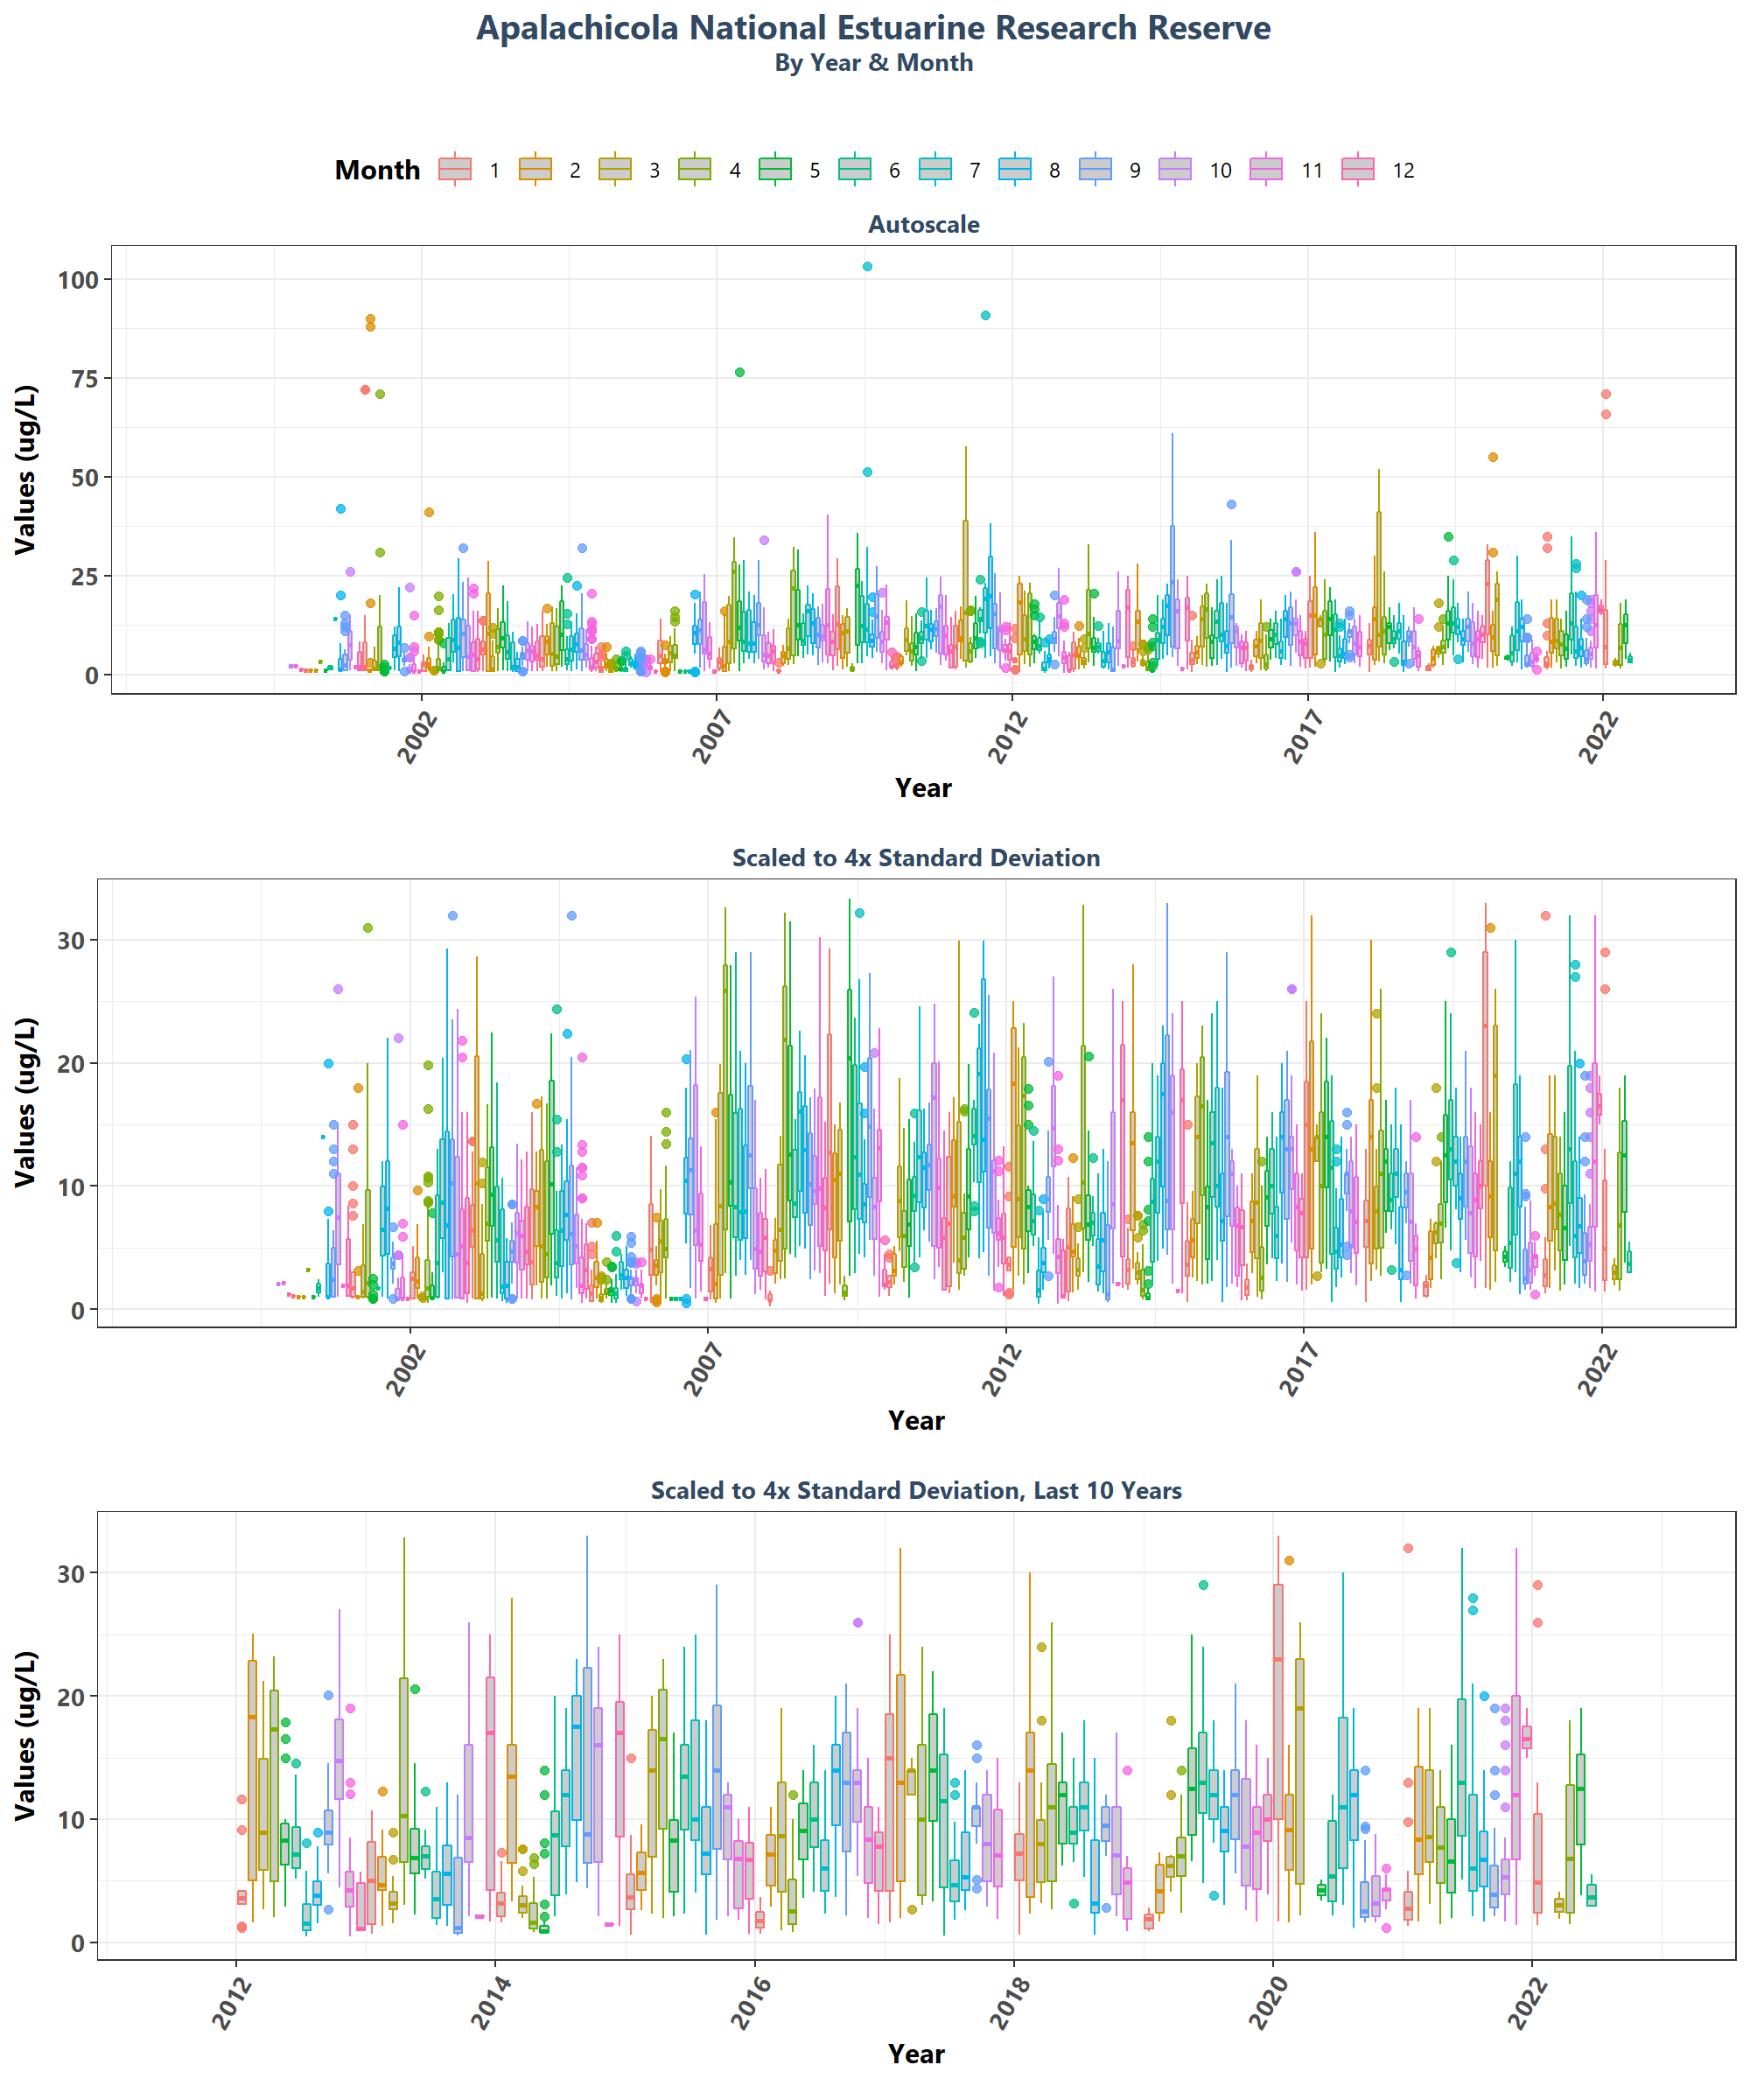 Apalachicola National Estuarine Research Reserve
By Year & Month
Month 1 2 3 4 5 6 7 8 9 10 11 12
Autoscale
Values (ug/L)
100
75
50
25
0
2002 2007 2012 2017 2022
Year
Scaled to 4x Standard Deviation
Values (ug/L)
30
20
10
0
2002 2007 2012 2017 2022
Year
Scaled to 4x Standard Deviation, Last 10 Years
Values (ug/L)
30
20
10
0
2012 2014 2016 2018 2020 2022
Year